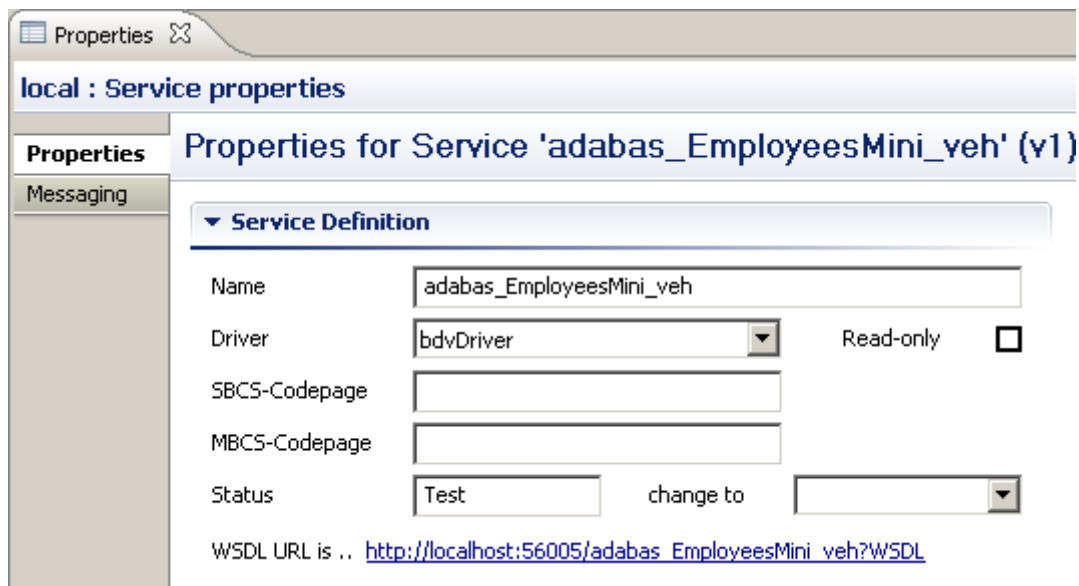 Properties
local : Service properties
Properties
Messaging
Properties for Service 'adabas_EmployeesMini_veh' (v1)
Service Definition
Name adabas_EmployeesMini_veh
Driver bdvDriver Read-only
SBCS-Codepage
MBCS-Codepage
Status Test change to
WSDL URL is .. http://localhost:56005/adabas_EmployeesMini_veh?WSDL